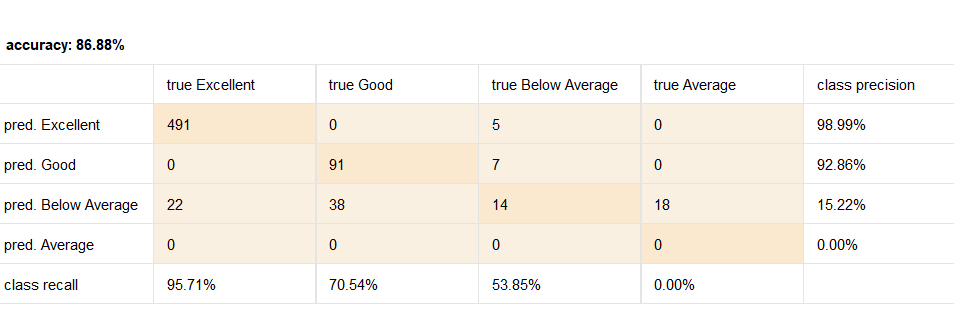 accuracy: 86.88%
true Excellent true Good true Below Average true Average class precision
pred. Excellent 491 0 5 0 98.99%
pred. Good 0 91 7 0 92.86%
pred. Below Average 22 38 14 18 15.22%
pred. Average 0 0 0 0 0.00%
class recall 95.71% 70.54% 53.85% 0.00%